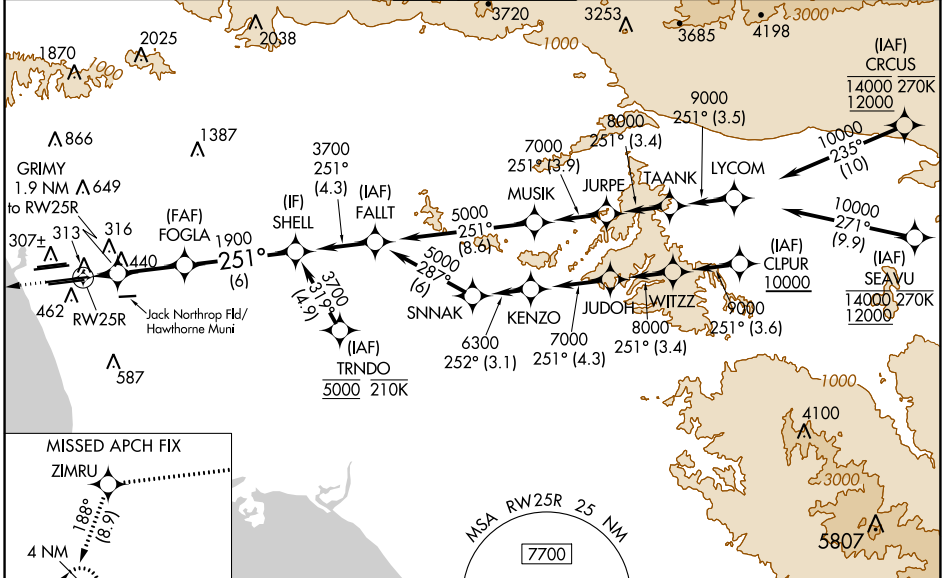 3720
3253
3000
2038
2025
1870
1000
1000
3685
4198
(IAF)
CRCUS
14000 270K
12000
9000
251° (3.5)
8000
251° (3.4)
10000
235°
(10)
866
1387
7000
251° (3.9)
3700
251°
(4.3)
GRIMY
1.9 NM
to RW25R
649
LYCOM
TAANK
JURPE
MUSIK
(IAF)
FALLT
(IF)
SHELL
(FAF)
FOGLA
5000
251°
(8.6)
10000
271°
(9.9)
313
316
307±
440
1900
251°
(6)
5000
287°
(6)
(IAF)
CLPUR
10000
(IAF)
SEAVU
14000 270K
12000
462
RW25R
Jack Northrop Fld/
Hawthorne Muni
3700
319°
(4.9)
SNNAK
KENZO
JUDOH
WITZZ
9000
251° (3.6)
8000
251° (3.4)
7000
251° (4.3)
6300
252° (3.1)
(IAF)
TRNDO
5000 210K
587
1000
4100
3000
5807
MISSED APCH FIX
ZIMRU
188°
(8.9)
4 NM
MSA RW25R 25 NM
7700